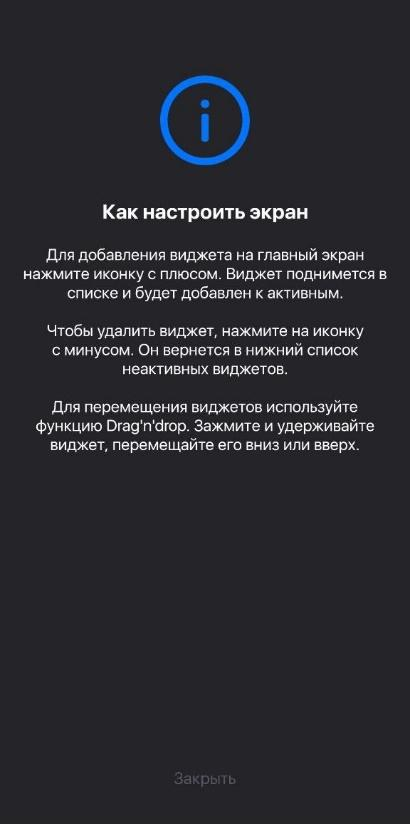 Как настроить экран
Для добавления виджета на главный экран
нажмите иконку с плюсом. Виджет поднимется в
списке и будет добавлен к активным.
Чтобы удалить виджет, нажмите на иконку
с минусом. Он вернется в нижний список
неактивных виджетов.
Для перемещения виджетов используйте
функцию Drag'n'drop. Зажмите и удерживайте
виджет, перемещайте его вниз или вверх.
Закрыть